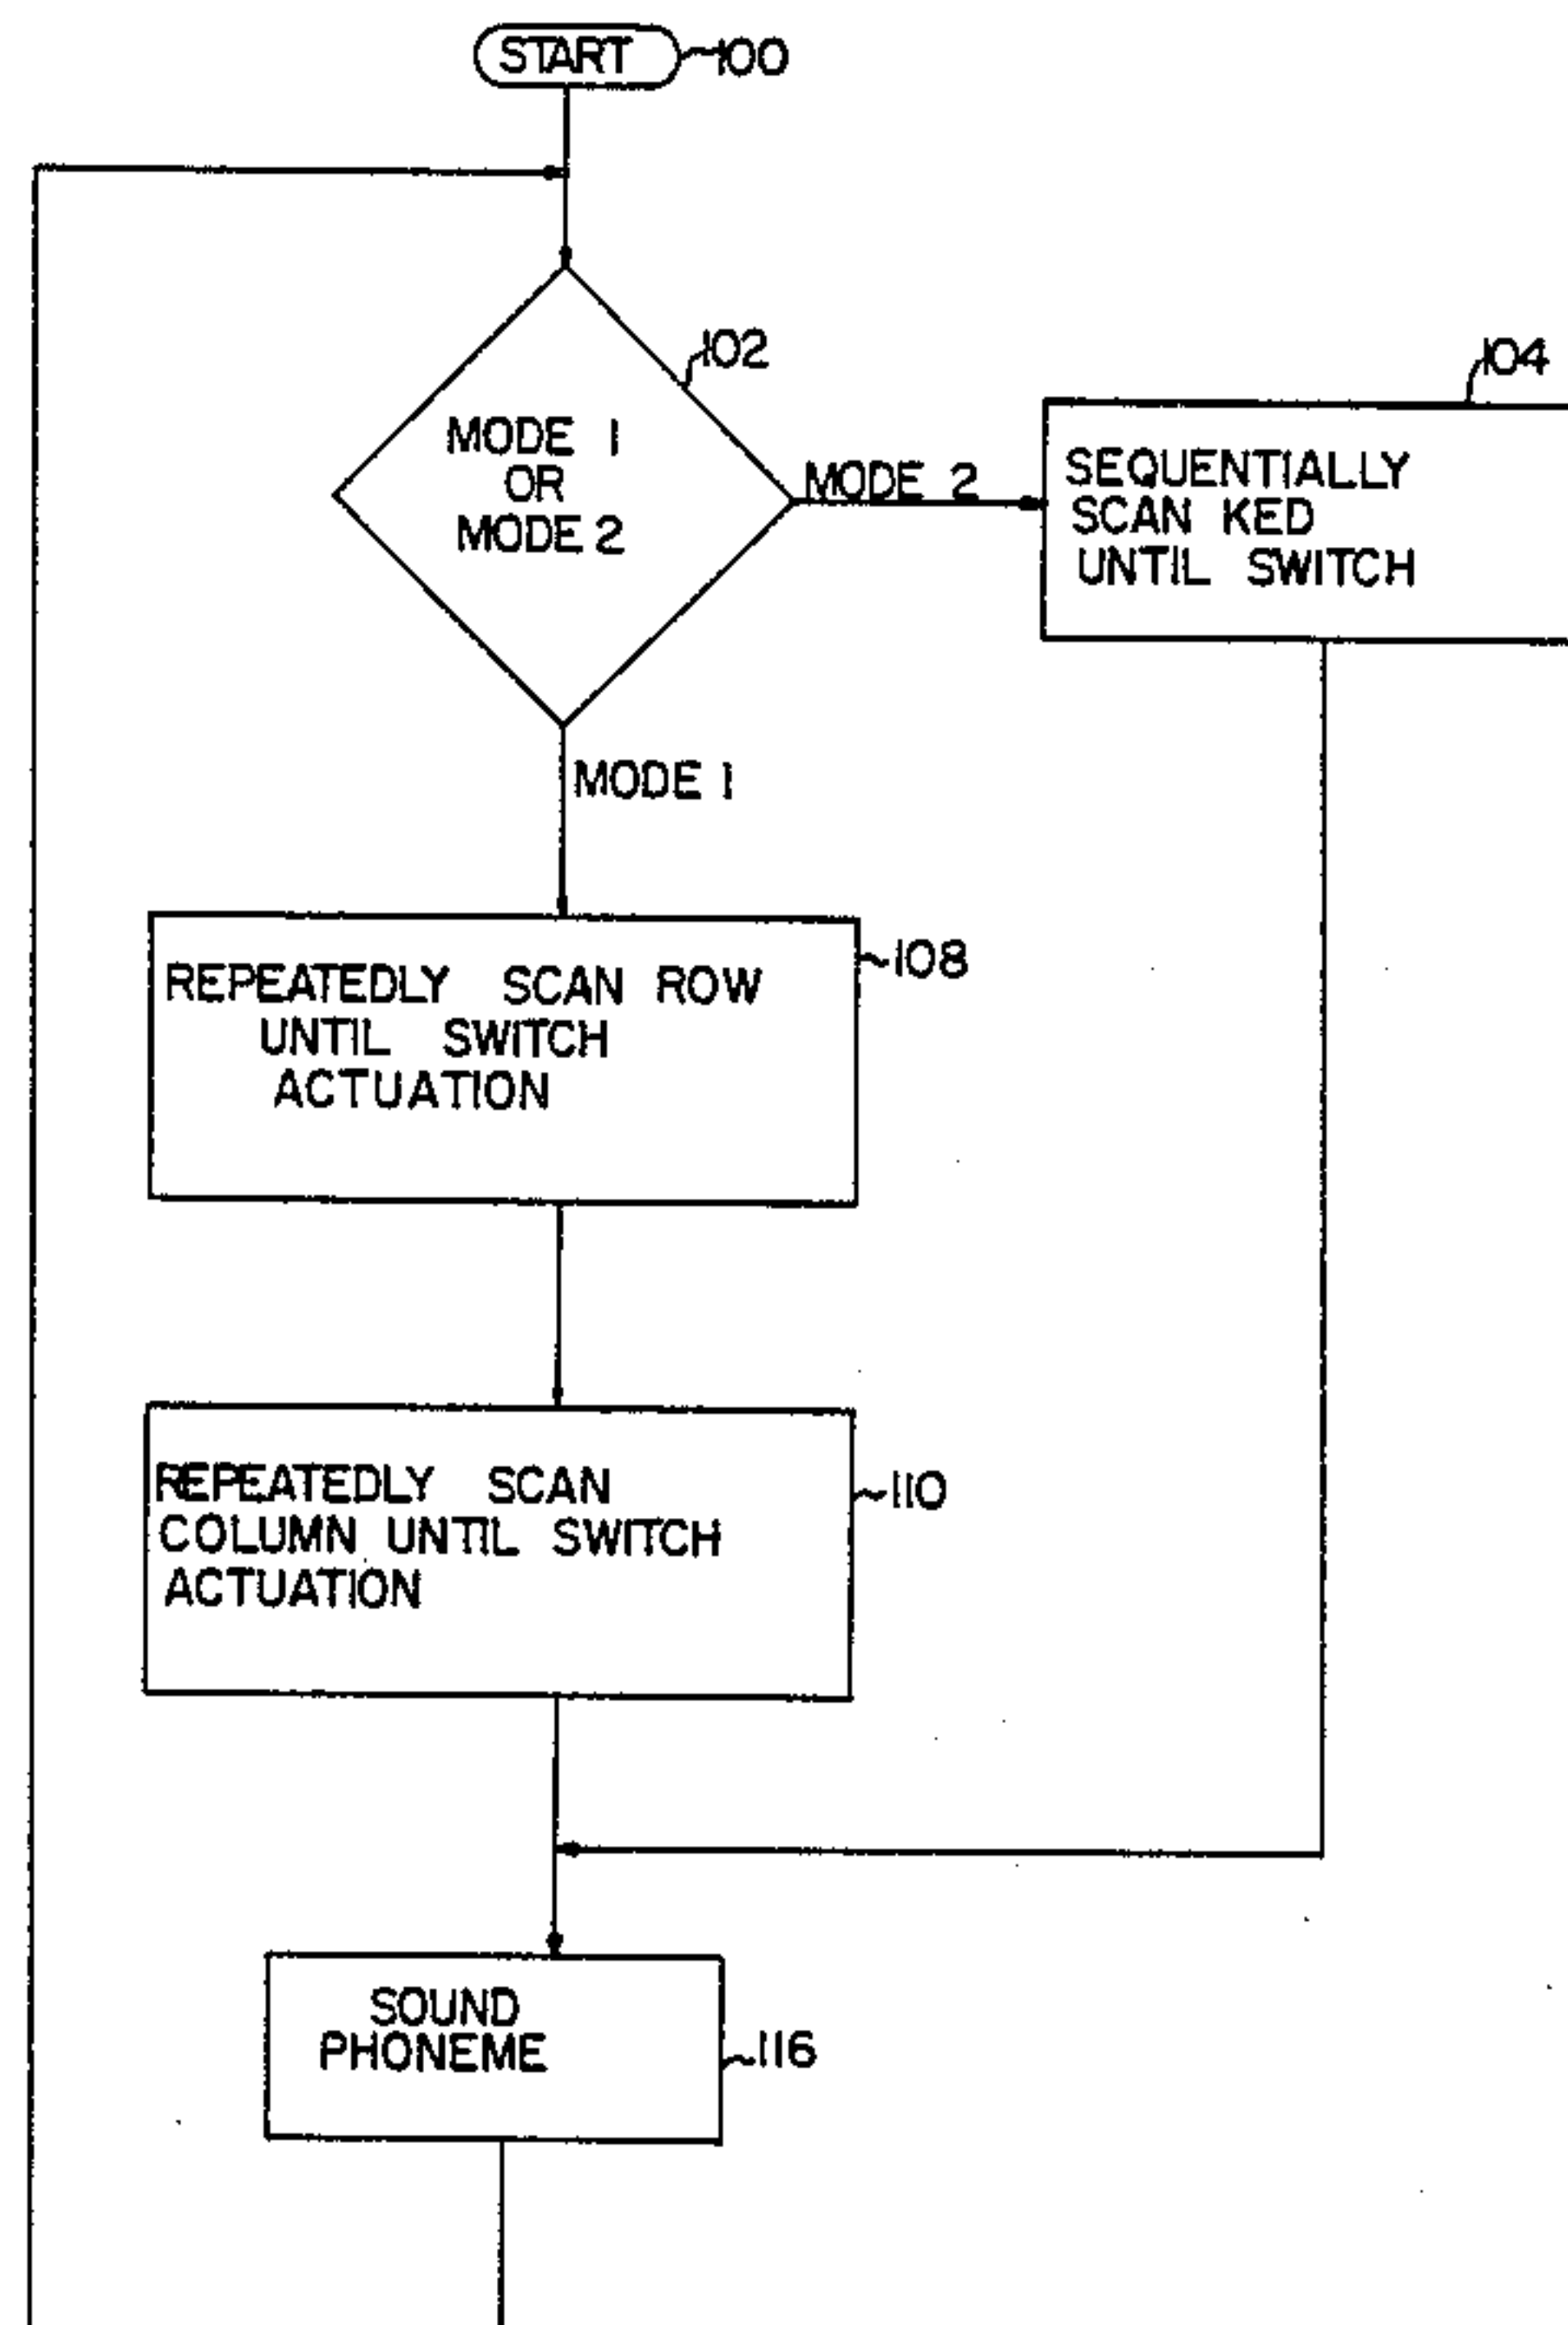 START
100
102
MODE 1
OR
MODE 2
MODE 2
104
SEQUENTIALLY
SCAN KED
UNTIL SWITCH
MODE 1
REPEATEDLY SCAN ROW
UNTIL SWITCH
ACTUATION
108
REPEATEDLY SCAN
COLUMN UNTIL SWITCH
ACTUATION
110
SOUND
PHONEME
116